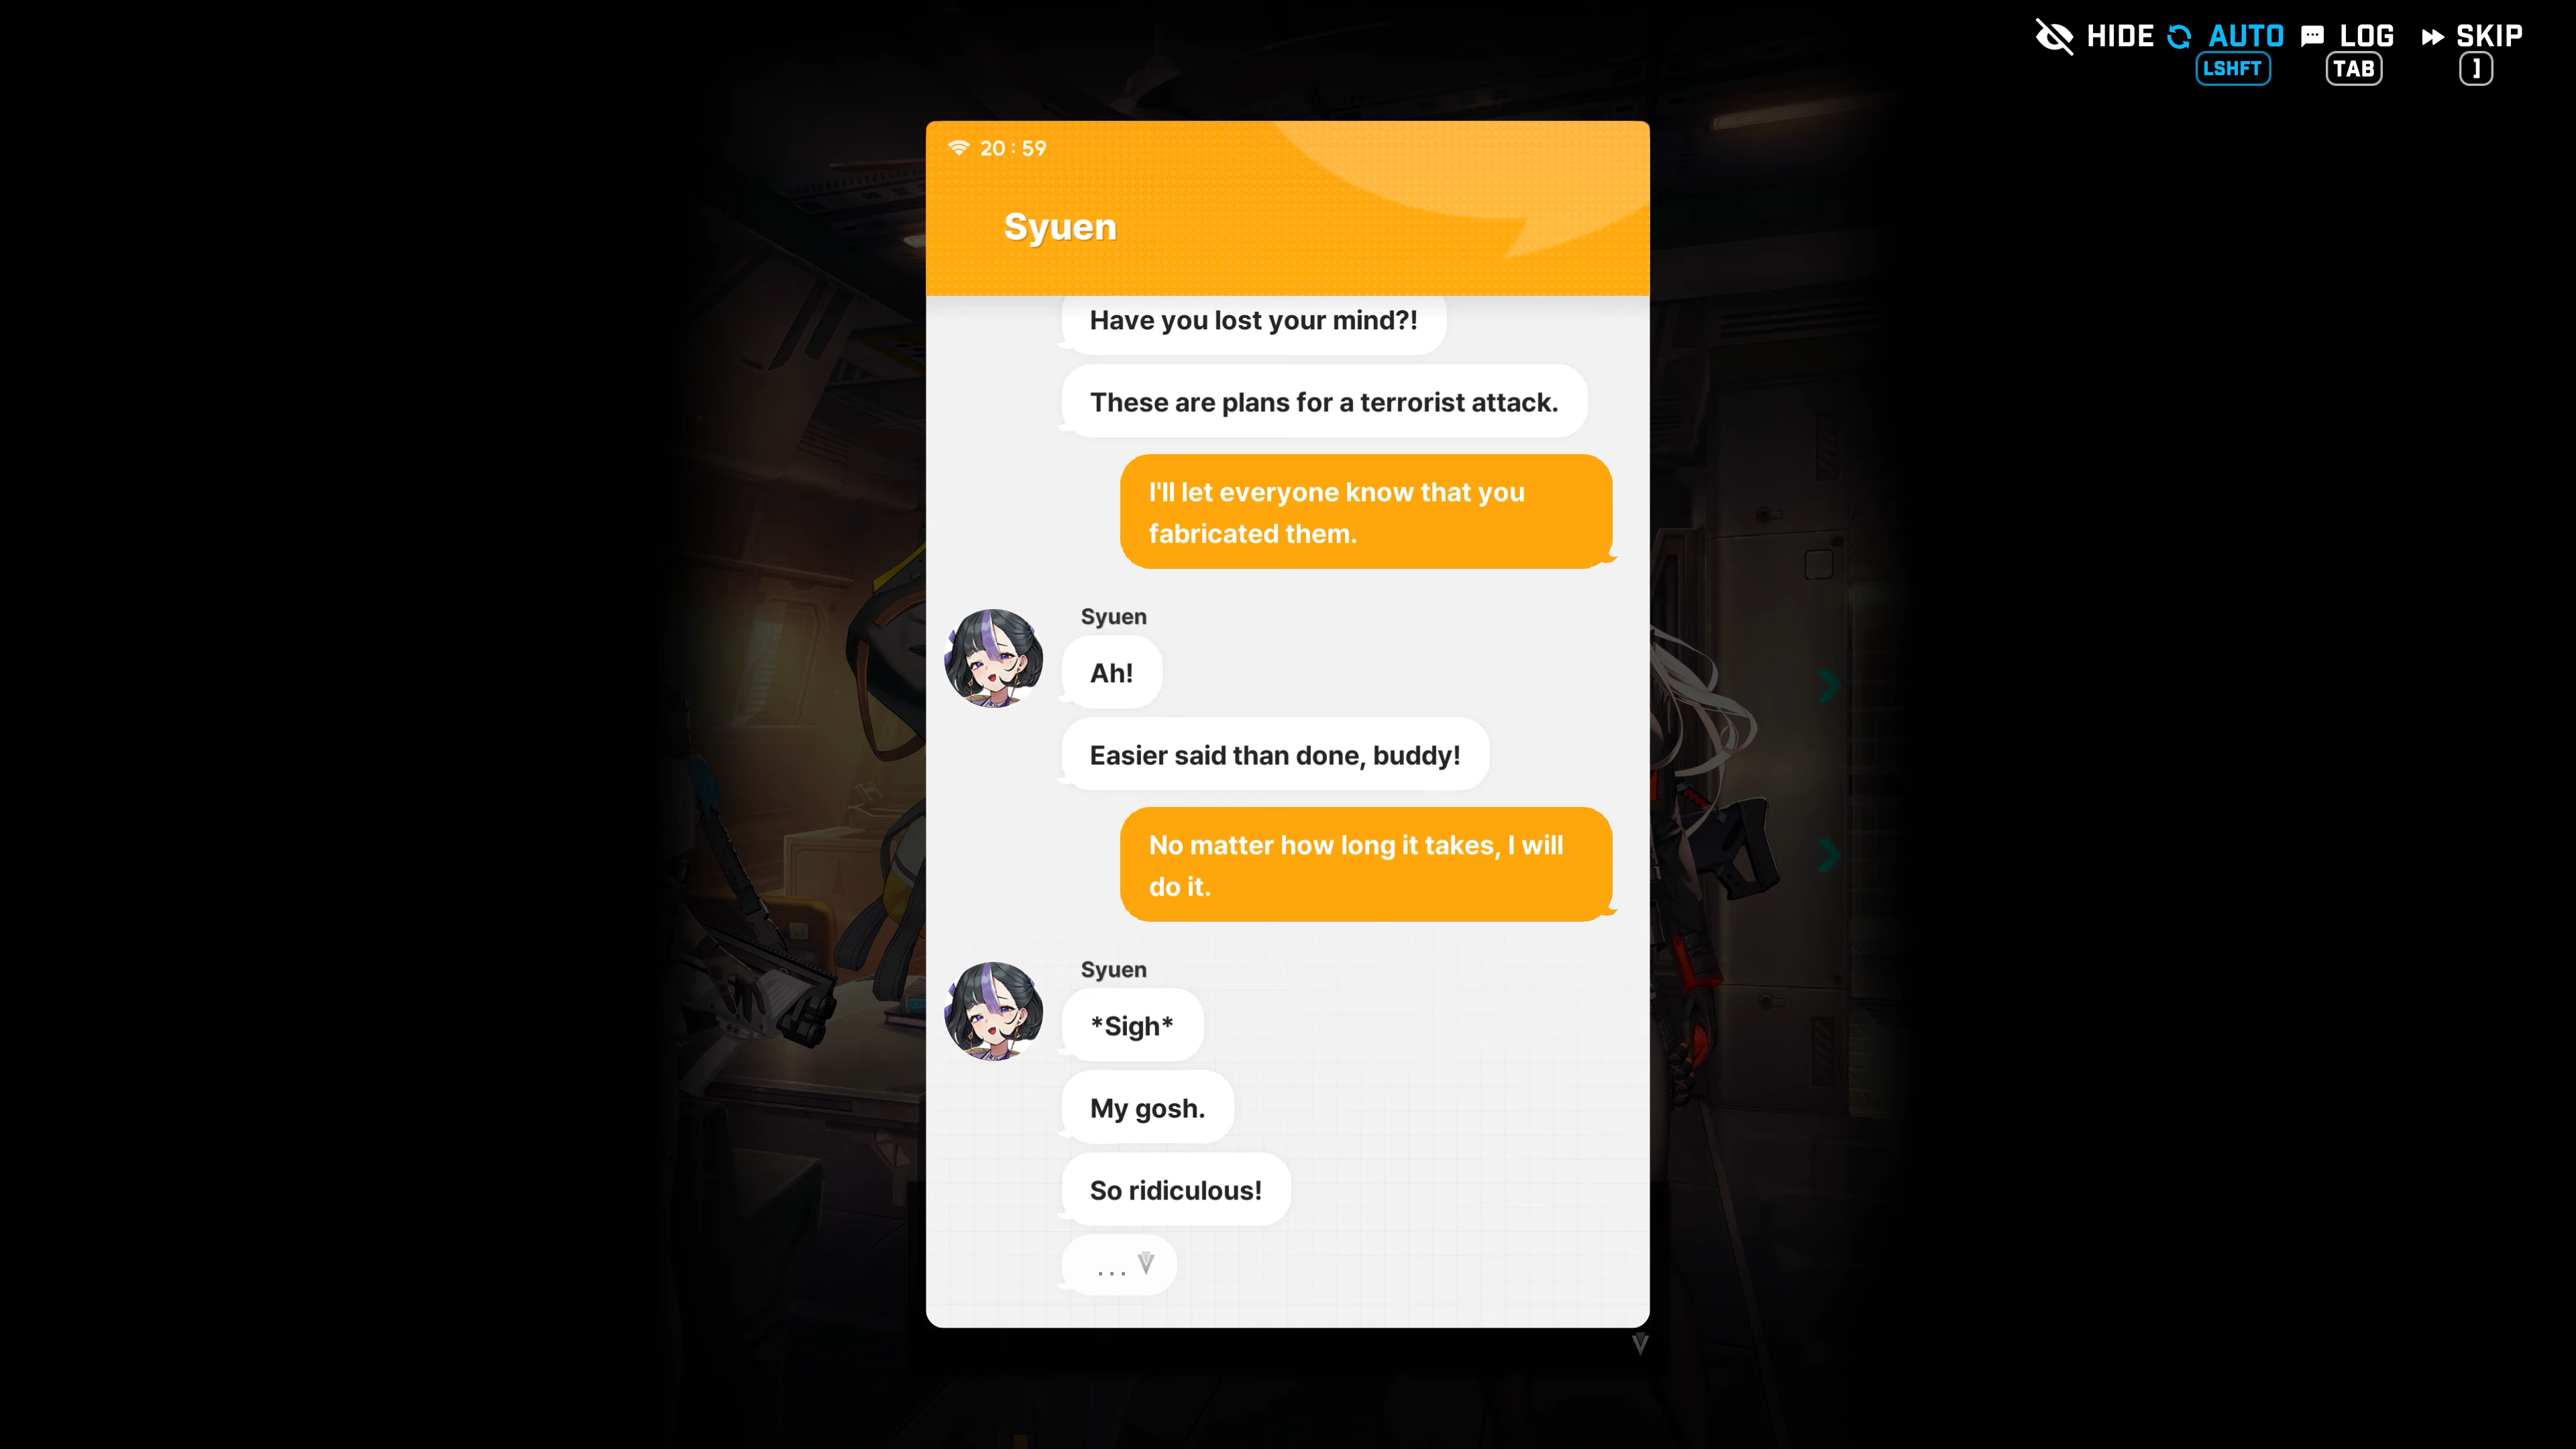 HIDE AUTO LOG SKIP
LSHFT TAB ]
20 : 59
Syuen
Have you lost your mind?!
These are plans for a terrorist attack.
I'll let everyone know that you
fabricated them.
Syuen
Ah!
Easier said than done, buddy!
No matter how long it takes, I will
do it.
Syuen
*Sigh*
My gosh.
So ridiculous!
...